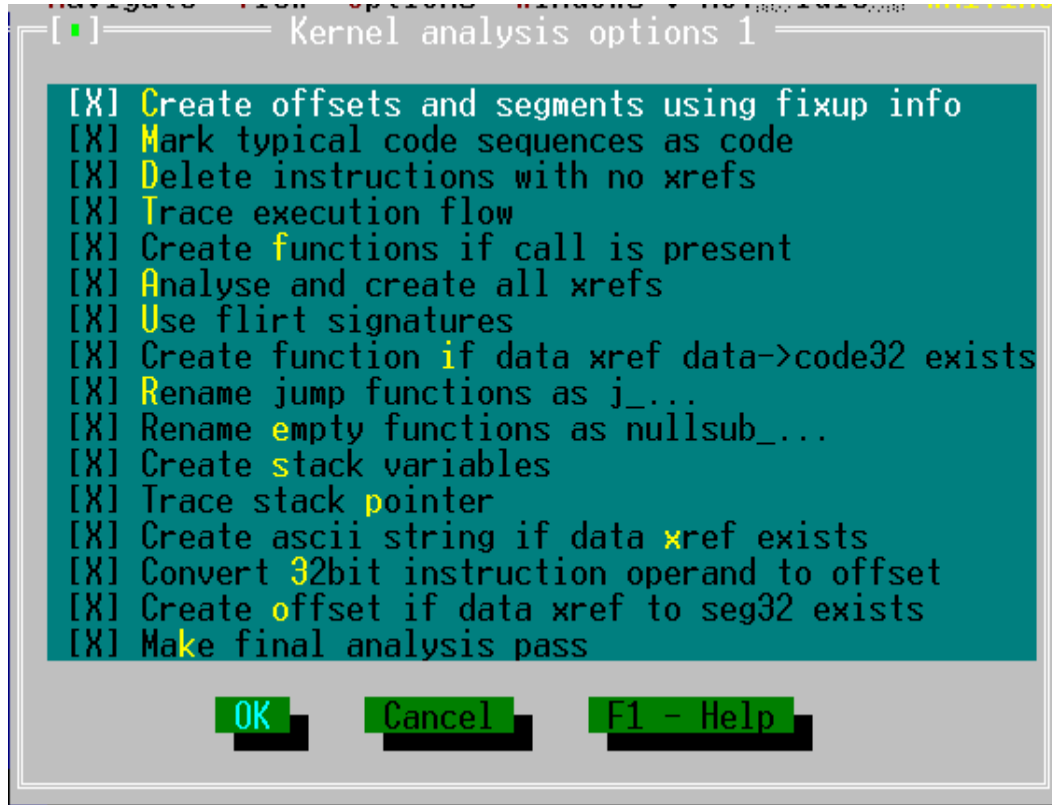 Kernel analysis options 1
[X] Create offsets and segments using fixup info
[X] Mark typical code sequences as code
[X] Delete instructions with no xrefs
[X] Trace execution flow
[X] Create functions if call is present
[X] Analyse and create all xrefs
[X] Use flirt signatures
[X] Create function if data xref data->code32 exists
[X] Rename jump functions as j_...
[X] Rename empty functions as nullsub_...
[X] Create stack variables
[X] Trace stack pointer
[X] Create ascii string if data xref exists
[X] Convert 32bit instruction operand to offset
[X] Create offset if data xref to seg32 exists
[X] Make final analysis pass
OK Cancel F1 - Help